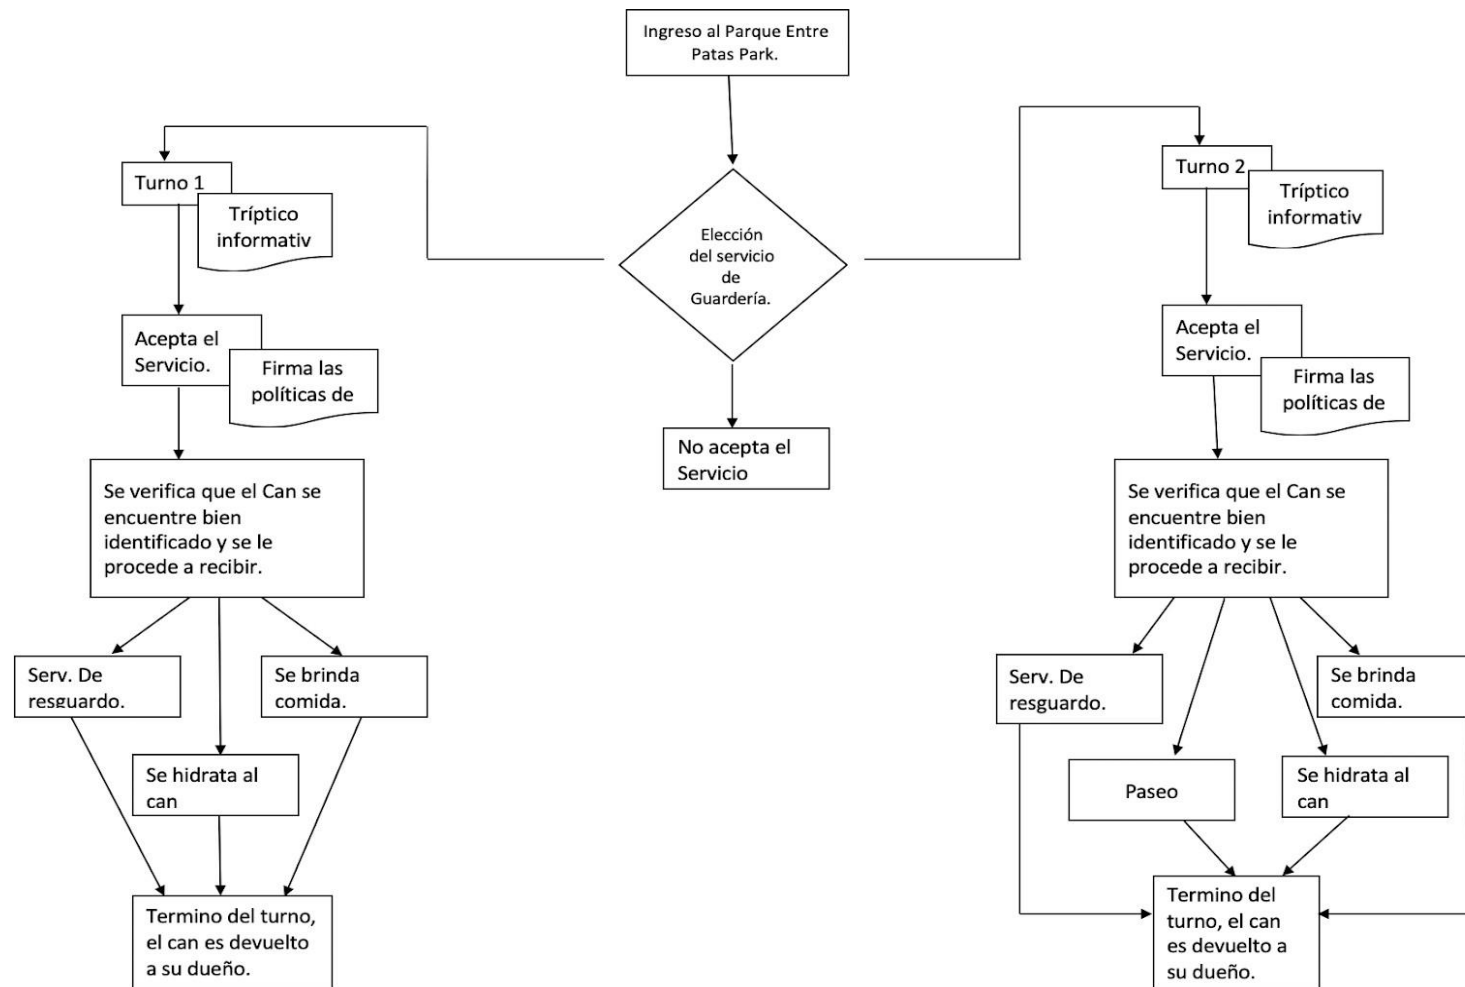 Ingreso al Parque Entre
Patas Park.
Turno 1
Tríptico
informativ
Elección
del servicio
de
Guardería.
Turno 2
Tríptico
informativ
Acepta el
Servicio.
Firma las
políticas de
No acepta el
Servicio
Acepta el
Servicio.
Firma las
políticas de
Se verifica que el Can se
encuentre bien
identificado y se le
procede a recibir.
Se verifica que el Can se
encuentre bien
identificado y se le
procede a recibir.
Serv. De
resguardo.
Se brinda
comida.
Se hidrata al
can
Serv. De
resguardo.
Se brinda
comida.
Paseo
Se hidrata al
can
Termino del turno,
el can es devuelto
a su dueño.
Termino del
turno, el can
es devuelto a
su dueño.